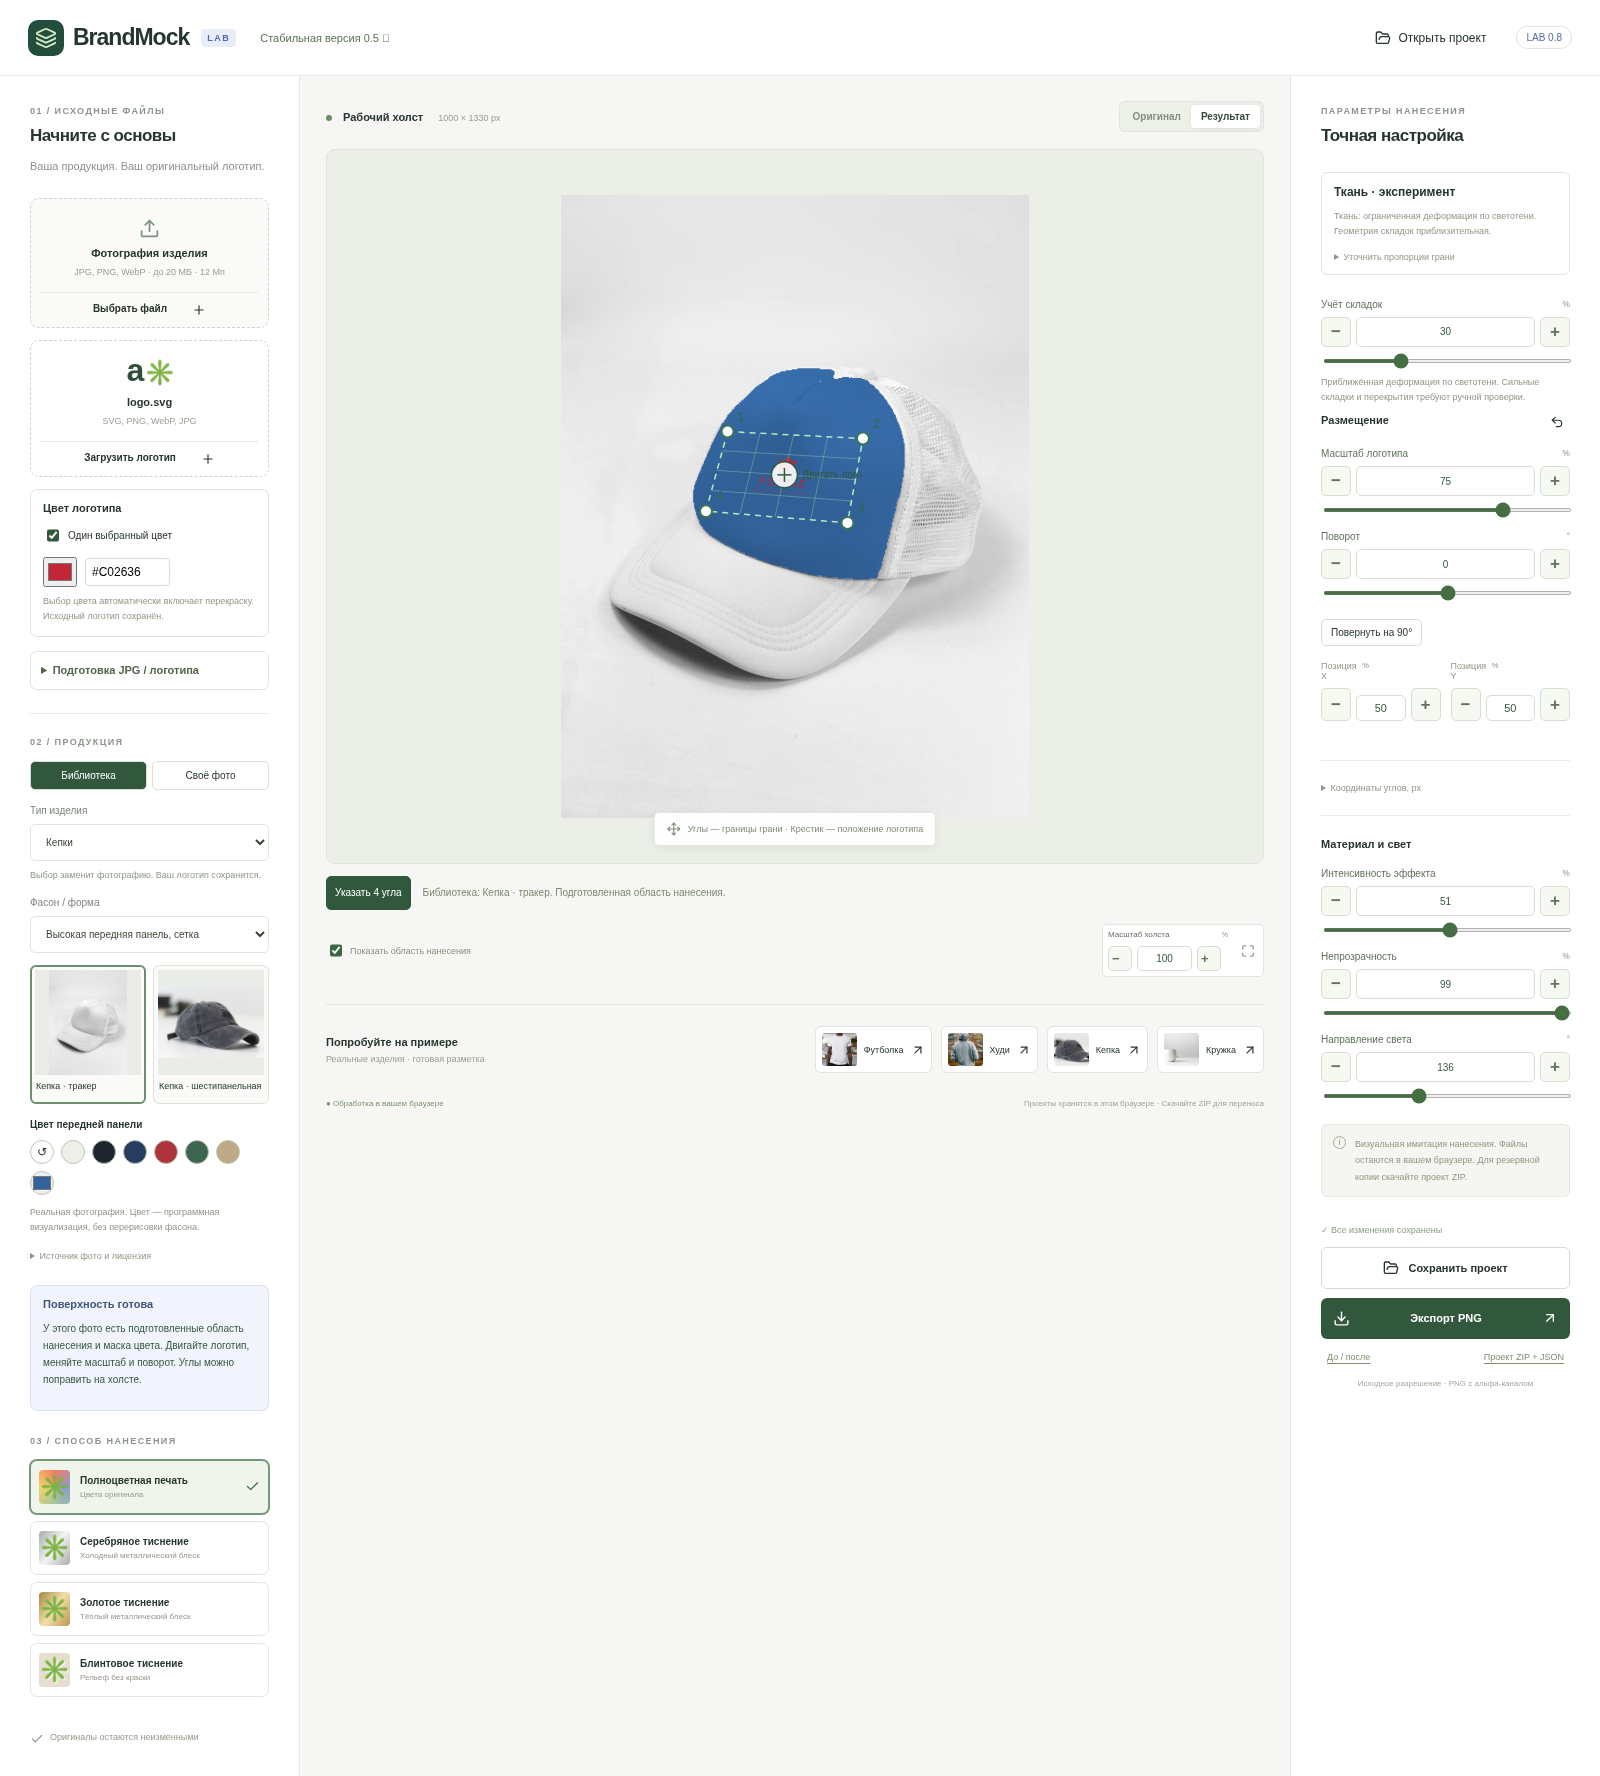 BrandMock LAB Стабильная версия 0.5
Открыть проект LAB 0.8
01 / ИСХОДНЫЕ ФАЙЛЫ
Начните с основы
Ваша продукция. Ваш оригинальный логотип.
Фотография изделия
JPG, PNG, WebP · до 20 МБ · 12 Мп
Выбрать файл +
a
logo.svg
SVG, PNG, WebP, JPG
Загрузить логотип +
Цвет логотипа
Один выбранный цвет
#C02636
Выбор цвета автоматически включает перекраску.
Исходный логотип сохранён.
Подготовка JPG / логотипа
02 / ПРОДУКЦИЯ
Библиотека Своё фото
Тип изделия
Кепки
Выбор заменит фотографию. Ваш логотип сохранится.
Фасон / форма
Высокая передняя панель, сетка
Кепка · тракер Кепка · шестипанельная
Цвет передней панели
Реальная фотография. Цвет — программная
визуализация, без перерисовки фасона.
Источник фото и лицензия
Поверхность готова
У этого фото есть подготовленные область
нанесения и маска цвета. Двигайте логотип,
меняйте масштаб и поворот. Углы можно
поправить на холсте.
03 / СПОСОБ НАНЕСЕНИЯ
Полноцветная печать
Цвета оригинала
Серебряное тиснение
Холодный металлический блеск
Золотое тиснение
Тёплый металлический блеск
Блинтовое тиснение
Рельеф без краски
Оригиналы остаются неизменными
Рабочий холст 1000 × 1330 px
Оригинал Результат
1
2
Двигать лого
Углы — границы грани · Крестик — положение логотипа
Указать 4 угла Библиотека: Кепка · тракер. Подготовленная область нанесения.
Показать область нанесения
Масштаб холста %
− 100 +
Попробуйте на примере
Реальные изделия · готовая разметка
Футболка Худи Кепка Кружка
● Обработка в вашем браузере
Проекты хранятся в этом браузере · Скачайте ZIP для переноса
ПАРАМЕТРЫ НАНЕСЕНИЯ
Точная настройка
Ткань · эксперимент
Ткань: ограниченная деформация по светотени.
Геометрия складок приблизительная.
Уточнить пропорции грани
Учёт складок %
− 30 +
Приближённая деформация по светотени. Сильные
складки и перекрытия требуют ручной проверки.
Размещение
Масштаб логотипа %
− 75 +
Поворот °
− 0 +
Повернуть на 90°
Позиция X % Позиция Y %
− 50 + − 50 +
Координаты углов, px
Материал и свет
Интенсивность эффекта %
− 51 +
Непрозрачность %
− 99 +
Направление света °
− 136 +
Визуальная имитация нанесения. Файлы
остаются в вашем браузере. Для резервной
копии скачайте проект ZIP.
✓ Все изменения сохранены
Сохранить проект
Экспорт PNG
До / после Проект ZIP + JSON
Исходное разрешение · PNG с альфа-каналом